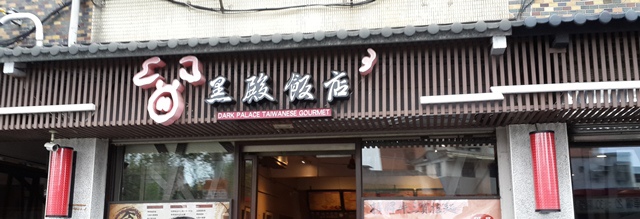 黑殿飯店
DARK PALACE TAIWANESE GOURMET